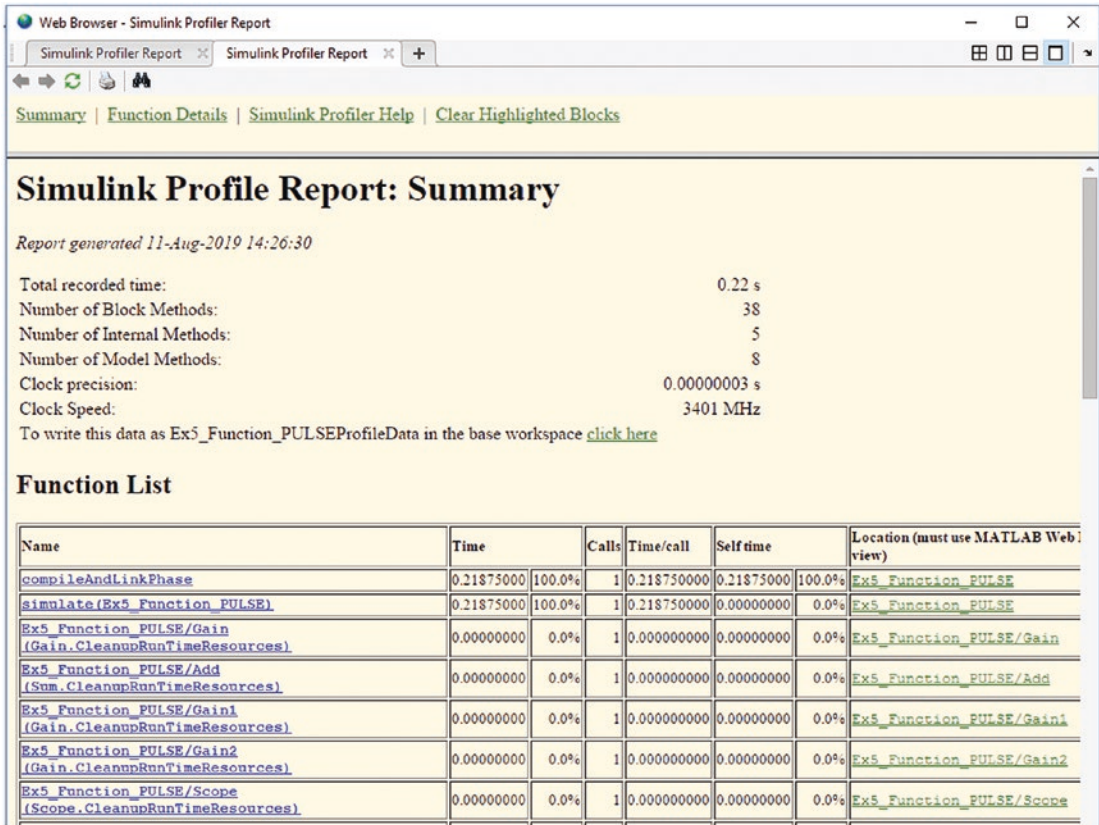 Web Browser - Simulink Profiler Report
Simulink Profiler Report Simulink Profiler Report
Summary | Function Details | Simulink Profiler Help | Clear Highlighted Blocks
Simulink Profile Report: Summary
Report generated 11-Aug-2019 14:26:30
Total recorded time: 0.22 s
Number of Block Methods: 38
Number of Internal Methods: 5
Number of Model Methods: 8
Clock precision: 0.00000003 s
Clock Speed: 3401 MHz
To write this data as Ex5_Function_PULSEProfileData in the base workspace click here
Function List
Name Time Calls Time/call Self time Location (must use MATLAB Web
view)
compileAndLinkPhase 0.21875000 100.0% 1 0.218750000 0.21875000 100.0% Ex5_Function_PULSE
simulate(Ex5_Function_PULSE) 0.21875000 100.0% 1 0.218750000 0.00000000 0.0% Ex5_Function_PULSE
Ex5_Function_PULSE/Gain
(Gain.CleanupRunTimeResources) 0.00000000 0.0% 1 0.000000000 0.00000000 0.0% Ex5_Function_PULSE/Gain
Ex5_Function_PULSE/Add
(Sum.CleanupRunTimeResources) 0.00000000 0.0% 1 0.000000000 0.00000000 0.0% Ex5_Function_PULSE/Add
Ex5_Function_PULSE/Gain1
(Gain.CleanupRunTimeResources) 0.00000000 0.0% 1 0.000000000 0.00000000 0.0% Ex5_Function_PULSE/Gain1
Ex5_Function_PULSE/Gain2
(Gain.CleanupRunTimeResources) 0.00000000 0.0% 1 0.000000000 0.00000000 0.0% Ex5_Function_PULSE/Gain2
Ex5_Function_PULSE/Scope
(Scope.CleanupRunTimeResources) 0.00000000 0.0% 1 0.000000000 0.00000000 0.0% Ex5_Function_PULSE/Scope